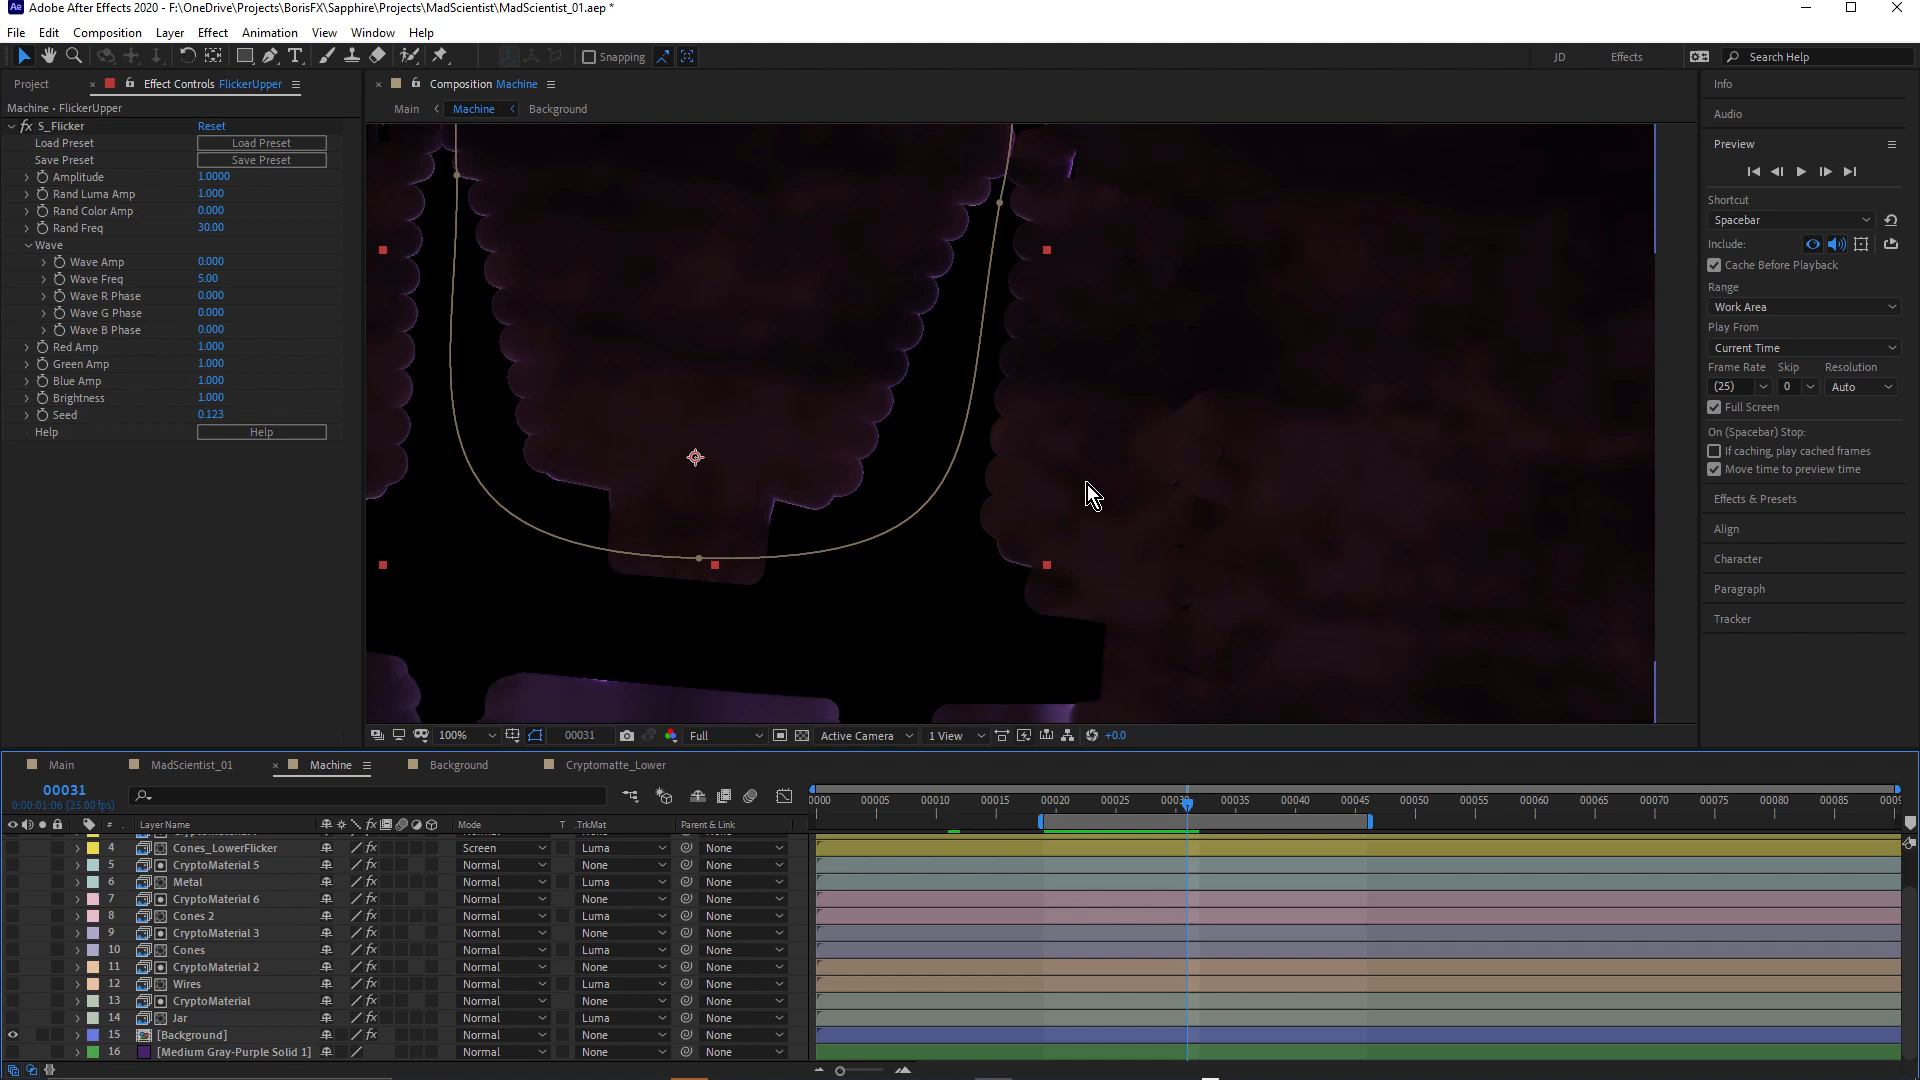 Adobe After Effects 2020 - F:\OneDrive\Projects\BorisFX\Sapphire\Projects\MadScientist\MadScientist_01.aep *
File Edit Composition Layer Effect Animation View Window Help
Snapping JD Effects Search Help
Project Effect Controls FlickerUpper
Machine • FlickerUpper
fx S_Flicker Reset
Load Preset Load Preset
Save Preset Save Preset
Amplitude 1.0000
Rand Luma Amp 1.000
Rand Color Amp 0.000
Rand Freq 30.00
Wave
Wave Amp 0.000
Wave Freq 5.00
Wave R Phase 0.000
Wave G Phase 0.000
Wave B Phase 0.000
Red Amp 1.000
Green Amp 1.000
Blue Amp 1.000
Brightness 1.000
Seed 0.123
Help Help
Composition Machine
Main Machine Background
100% 00031 Full Active Camera 1 View +0.0
Info
Audio
Preview
Shortcut
Spacebar
Include:
Cache Before Playback
Range
Work Area
Play From
Current Time
Frame Rate Skip Resolution
(25) 0 Auto
Full Screen
On (Spacebar) Stop:
If caching, play cached frames
Move time to preview time
Effects & Presets
Align
Character
Paragraph
Tracker
Main MadScientist_01 Machine Background Cryptomatte_Lower
00031
0:00:01:06 (25.00 fps)
0000 00005 00010 00015 00020 00025 00035 00040 00045 00050 00055 00060 00065 00070 00075 00080 00085
# Layer Name fx Mode T .TrkMat Parent & Link
4 Cones_LowerFlicker fx Screen Luma None
5 CryptoMaterial 5 fx Normal None None
6 Metal fx Normal Luma None
7 CryptoMaterial 6 fx Normal None None
8 Cones 2 fx Normal Luma None
9 CryptoMaterial 3 fx Normal None None
10 Cones fx Normal Luma None
11 CryptoMaterial 2 fx Normal None None
12 Wires fx Normal Luma None
13 CryptoMaterial fx Normal None None
14 Jar fx Normal Luma None
15 [Background] fx Normal None None
16 [Medium Gray-Purple Solid 1] Normal None None